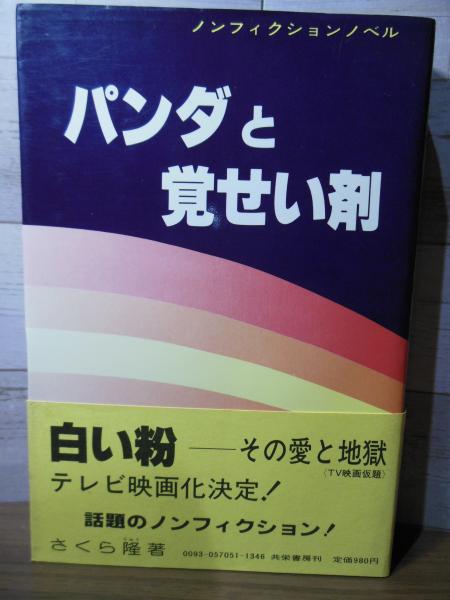 ノンフィクションノベル
パンダと
覚せい剤
白い粉——その愛と地獄
〈TV映画仮題〉
テレビ映画化決定!
話題のノンフィクション!
さくら隆著
0093-057051-1346 共栄書房刊 定価980円